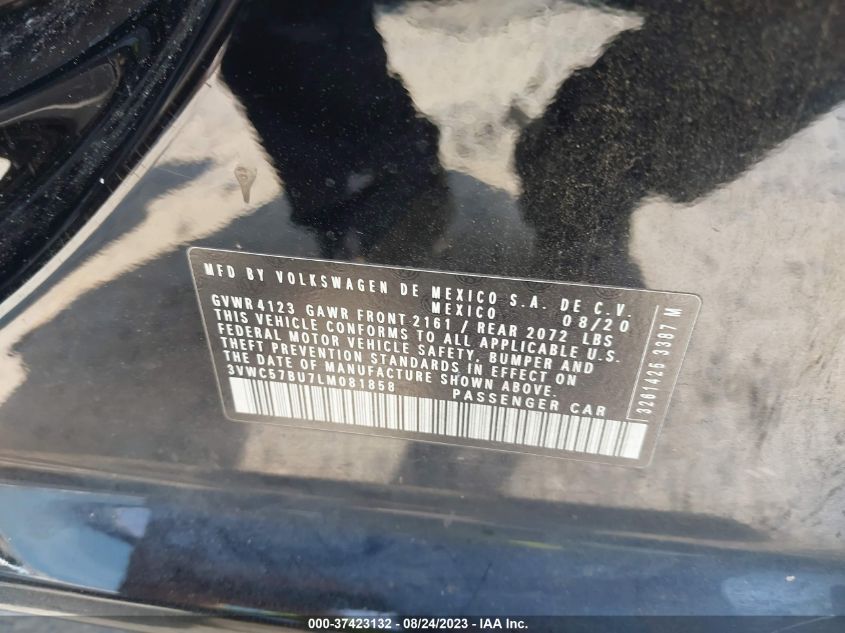 MFD BY VOLKSWAGEN DE MEXICO S.A. DE C.V.
MEXICO 08/20
GVWR 4123 GAWR FRONT 2161 / REAR 2072 LBS
THIS VEHICLE CONFORMS TO ALL APPLICABLE U.S.
FEDERAL MOTOR VEHICLE SAFETY, BUMPER AND
THEFT PREVENTION STANDARDS IN EFFECT ON
THE DATE OF MANUFACTURE SHOWN ABOVE.
3VWC57BU7LM081858 PASSENGER CAR
3261426 3387 M
000-37423132 - 08/24/2023 - IAA Inc.